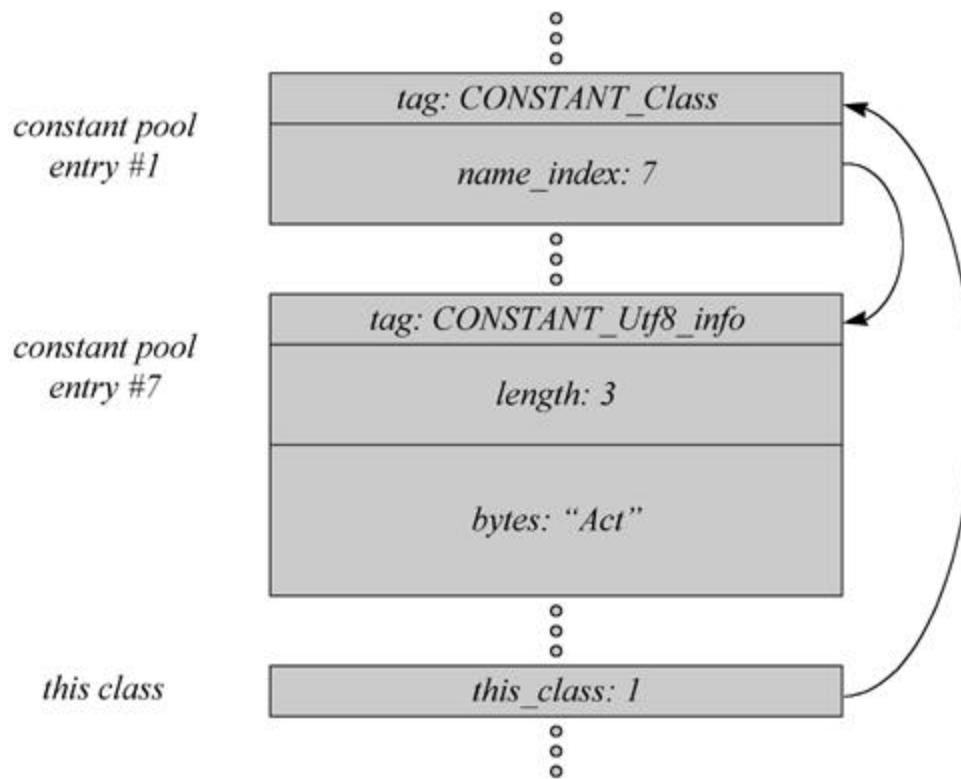 tag: CONSTANT_Class
constant pool
entry #1
name_index: 7
tag: CONSTANT_Utf8_info
constant pool
entry #7
length: 3
bytes: “Act”
this class
this_class: 1